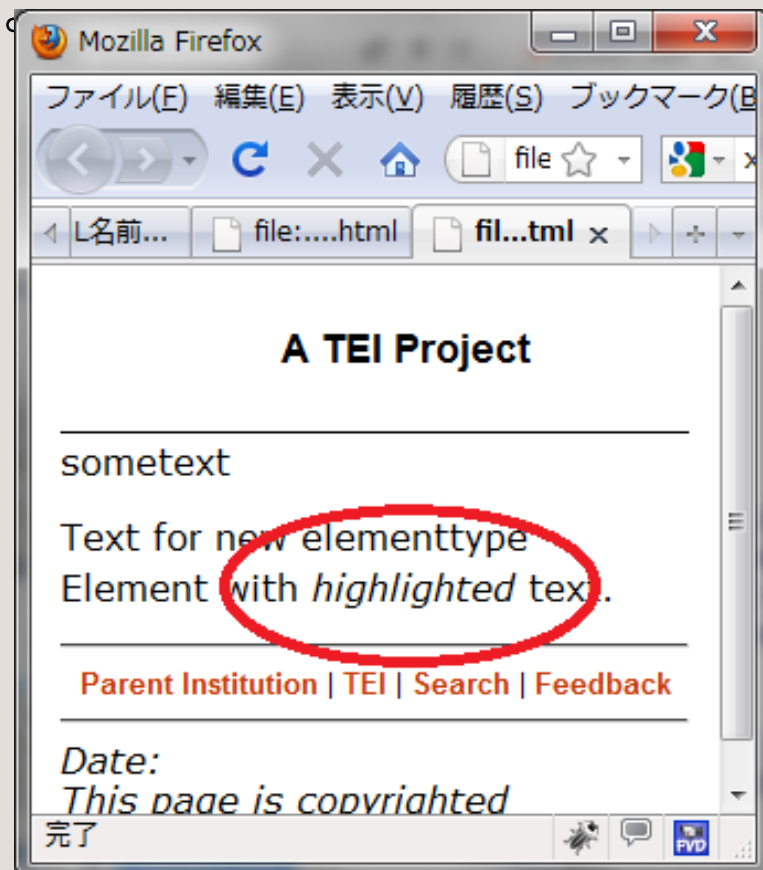 Mozilla Firefox
ファイル(F) 編集(E) 表示(V) 履歴(S) ブックマーク(B
file
L名前... file:....html fil...tml x
A TEI Project
sometext
Text for new elementtype
Element with highlighted text.
Parent Institution | TEI | Search | Feedback
Date:
This page is copyrighted
完了 FVD